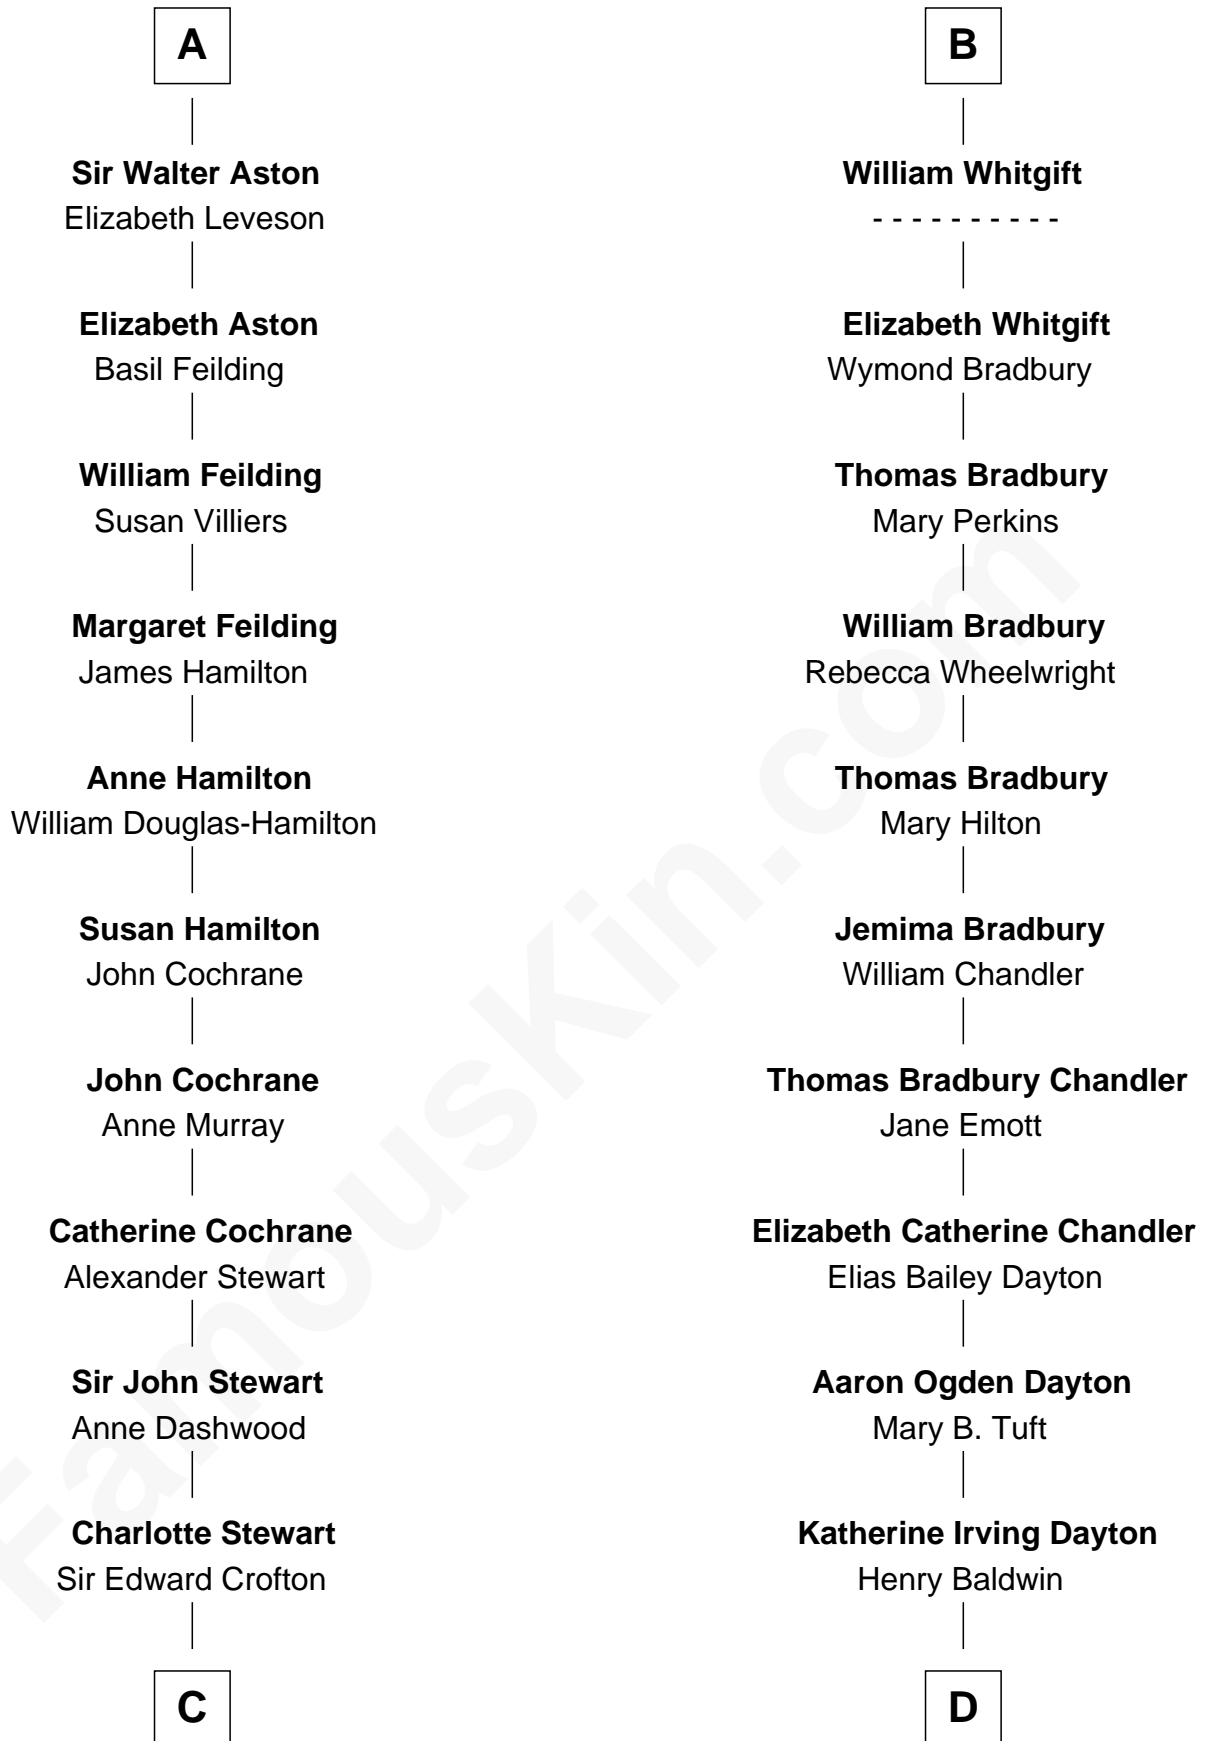 A
Sir Walter Aston
Elizabeth Leveson
Elizabeth Aston
Basil Feilding
William Feilding
Susan Villiers
Margaret Feilding
James Hamilton
Anne Hamilton
William Douglas-Hamilton
Susan Hamilton
John Cochrane
John Cochrane
Anne Murray
Catherine Cochrane
Alexander Stewart
Sir John Stewart
Anne Dashwood
Charlotte Stewart
Sir Edward Crofton
C
B
William Whitgift
- - - - - - - - - -
Elizabeth Whitgift
Wymond Bradbury
Thomas Bradbury
Mary Perkins
William Bradbury
Rebecca Wheelwright
Thomas Bradbury
Mary Hilton
Jemima Bradbury
William Chandler
Thomas Bradbury Chandler
Jane Emott
Elizabeth Catherine Chandler
Elias Bailey Dayton
Aaron Ogden Dayton
Mary B. Tuft
Katherine Irving Dayton
Henry Baldwin
D
FamousKin.com